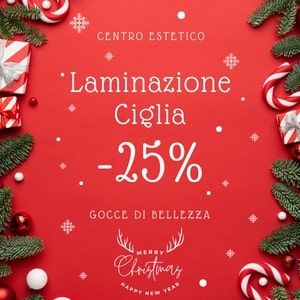 CENTRO ESTETICO
Laminazione
Ciglia
-25%
GOCCE DI BELLEZZA
MERRY
Christmas
HAPPY NEW YEAR